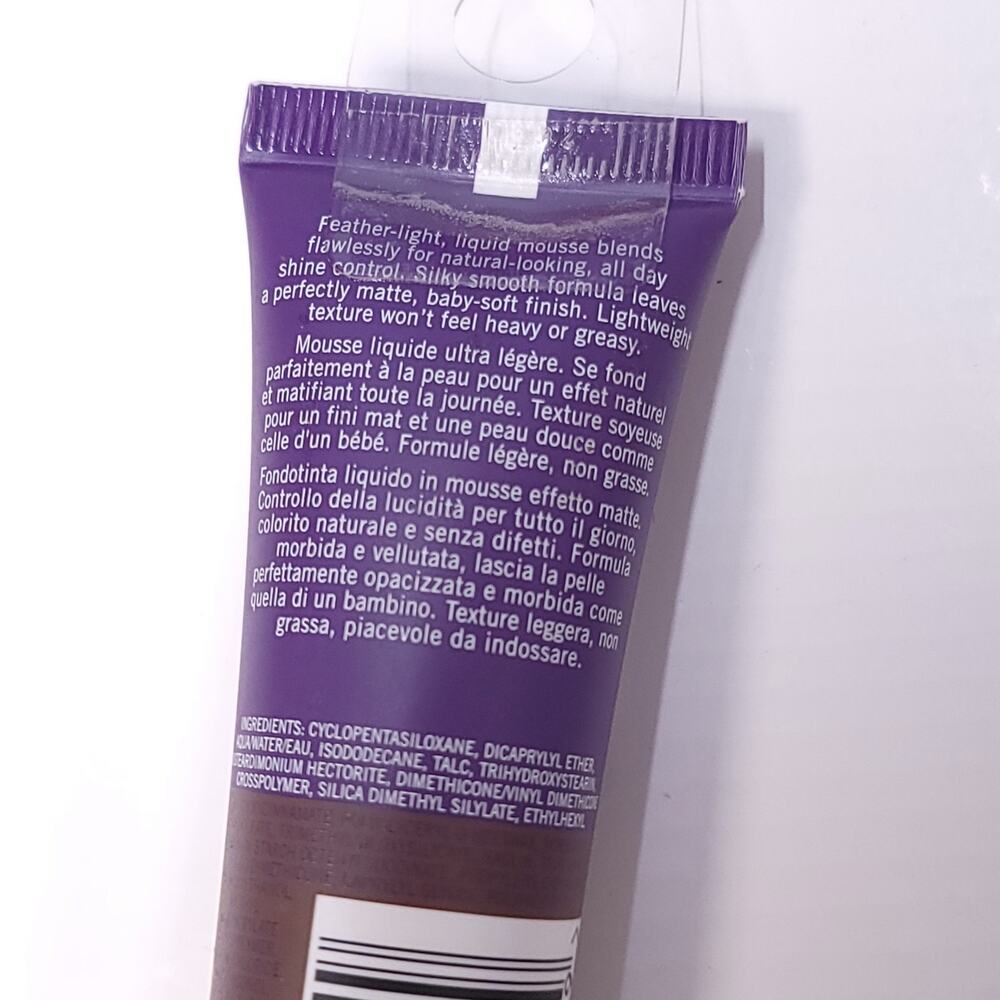 Feather-light, liquid mousse blends
flawlessly for natural-looking, all day
shine control. Silky smooth formula leaves
a perfectly matte, baby-soft finish. Lightweight
texture won't feel heavy or greasy.
Mousse liquide ultra légère. Se fond
parfaitement à la peau pour un effet naturel
et matifiant toute la journée. Texture soyeuse
pour un fini mat et une peau douce comme
celle d'un bébé. Formule légère, non grasse.
Fondotinta liquido in mousse effetto matte.
Controllo della lucidità per tutto il giorno,
colorito naturale e senza difetti. Formula
morbida e vellutata, lascia la pelle
perfettamente opacizzata e morbida come
quella di un bambino. Texture leggera, non
grassa, piacevole da indossare.
INGREDIENTS: CYCLOPENTASILOXANE, DICAPRYLYL ETHER,
AQUA/WATER/EAU, ISODODECANE, TALC, TRIHYDROXYSTEARIN,
HECTORITE, DIMETHICONE/VINYL DIMETHICONE
CROSSPOLYMER, SILICA DIMETHYL SILYLATE, ETHYLHEXYL